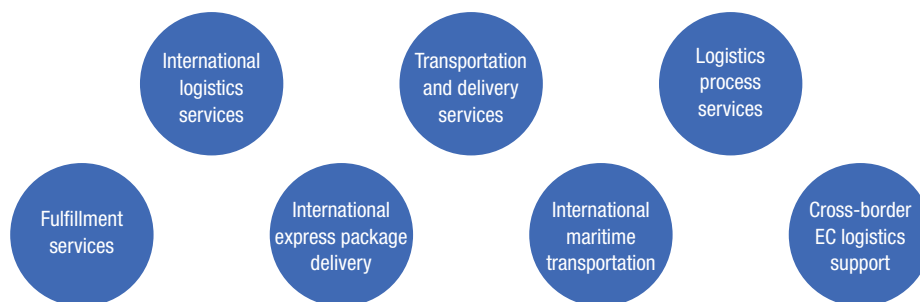 International
logistics
services
Transportation
and delivery
services
Logistics
process
services
Fulfillment
services
International
express package
delivery
International
maritime
transportation
Cross-border
EC logistics
support